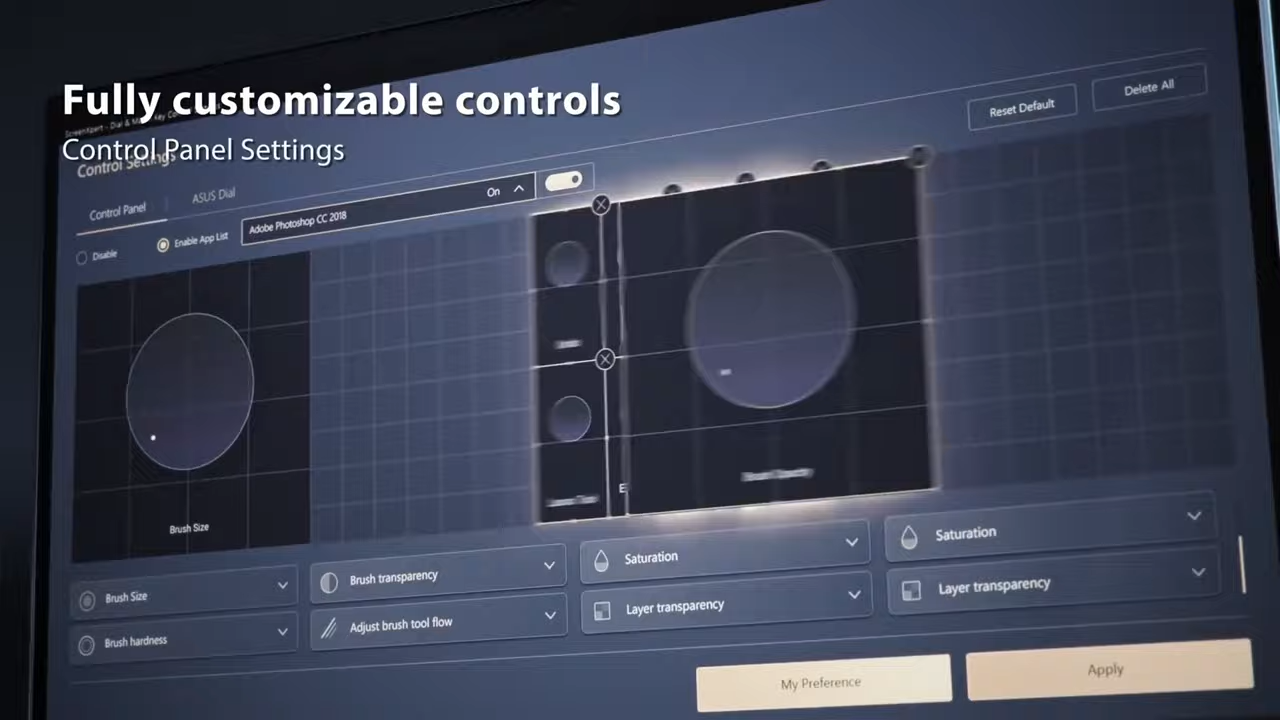 Fully customizable controls
Control Panel Settings
Control Settings
Reset Default
Delete All
Control Panel
ASUS Dial
Disable
Enable App List
Adobe Photoshop CC 2018
On
Brush Size
Brush Size
Brush transparency
Saturation
Saturation
Brush hardness
Adjust brush tool flow
Layer transparency
Layer transparency
My Preference
Apply